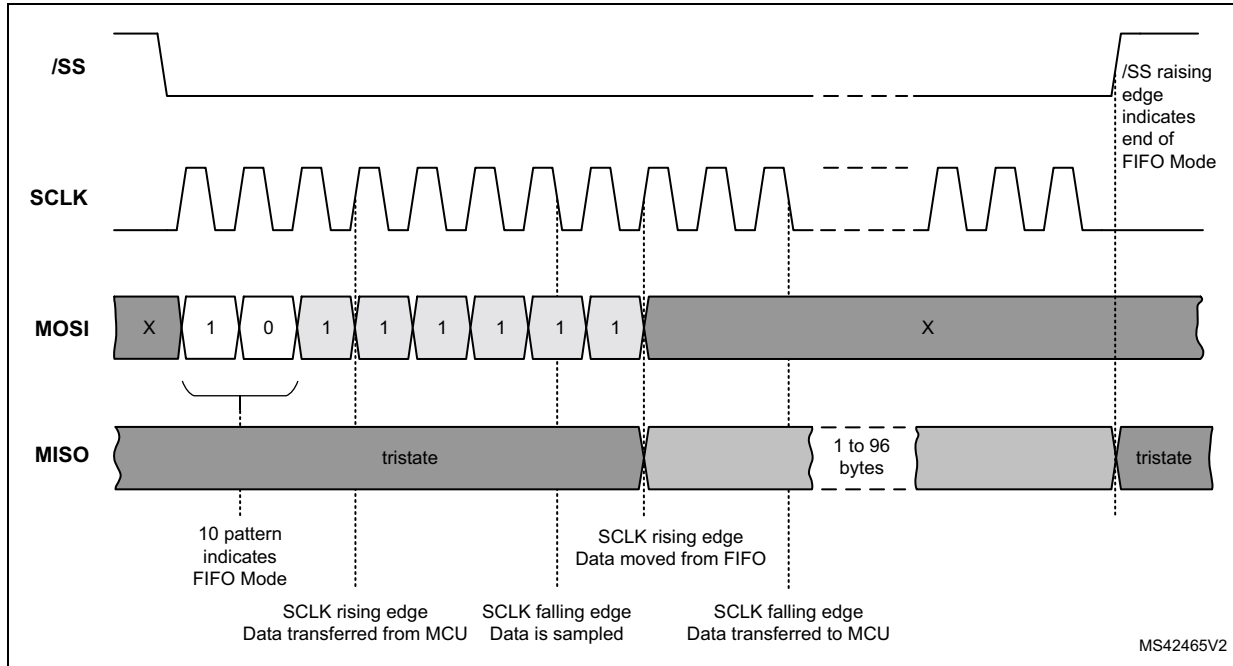 /SS
/SS raising
edge
indicates
end of
FIFO Mode
SCLK
MOSI
X
1
0
1
1
1
1
1
1
X
MISO
tristate
1 to 96
bytes
tristate
10 pattern
indicates
FIFO Mode
SCLK rising edge
Data moved from FIFO
SCLK rising edge
Data transferred from MCU
SCLK falling edge
Data is sampled
SCLK falling edge
Data transferred to MCU
MS42465V2